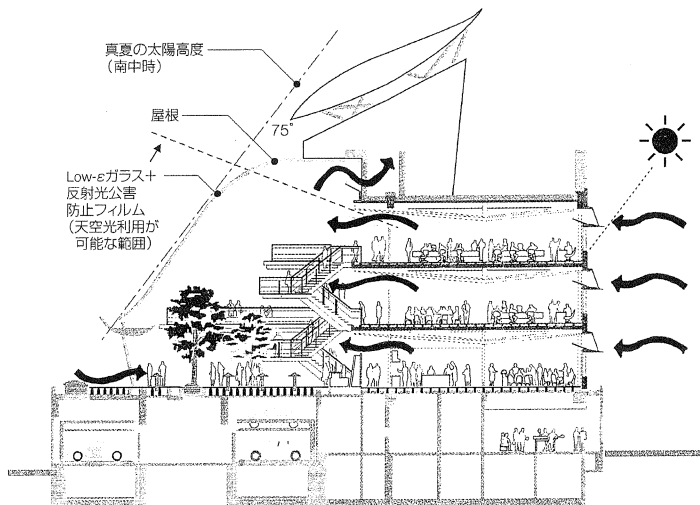 真夏の太陽高度
（南中時）
屋根
75°
Low-εガラス＋
反射光公害
防止フィルム
（天空光利用が
可能な範囲）